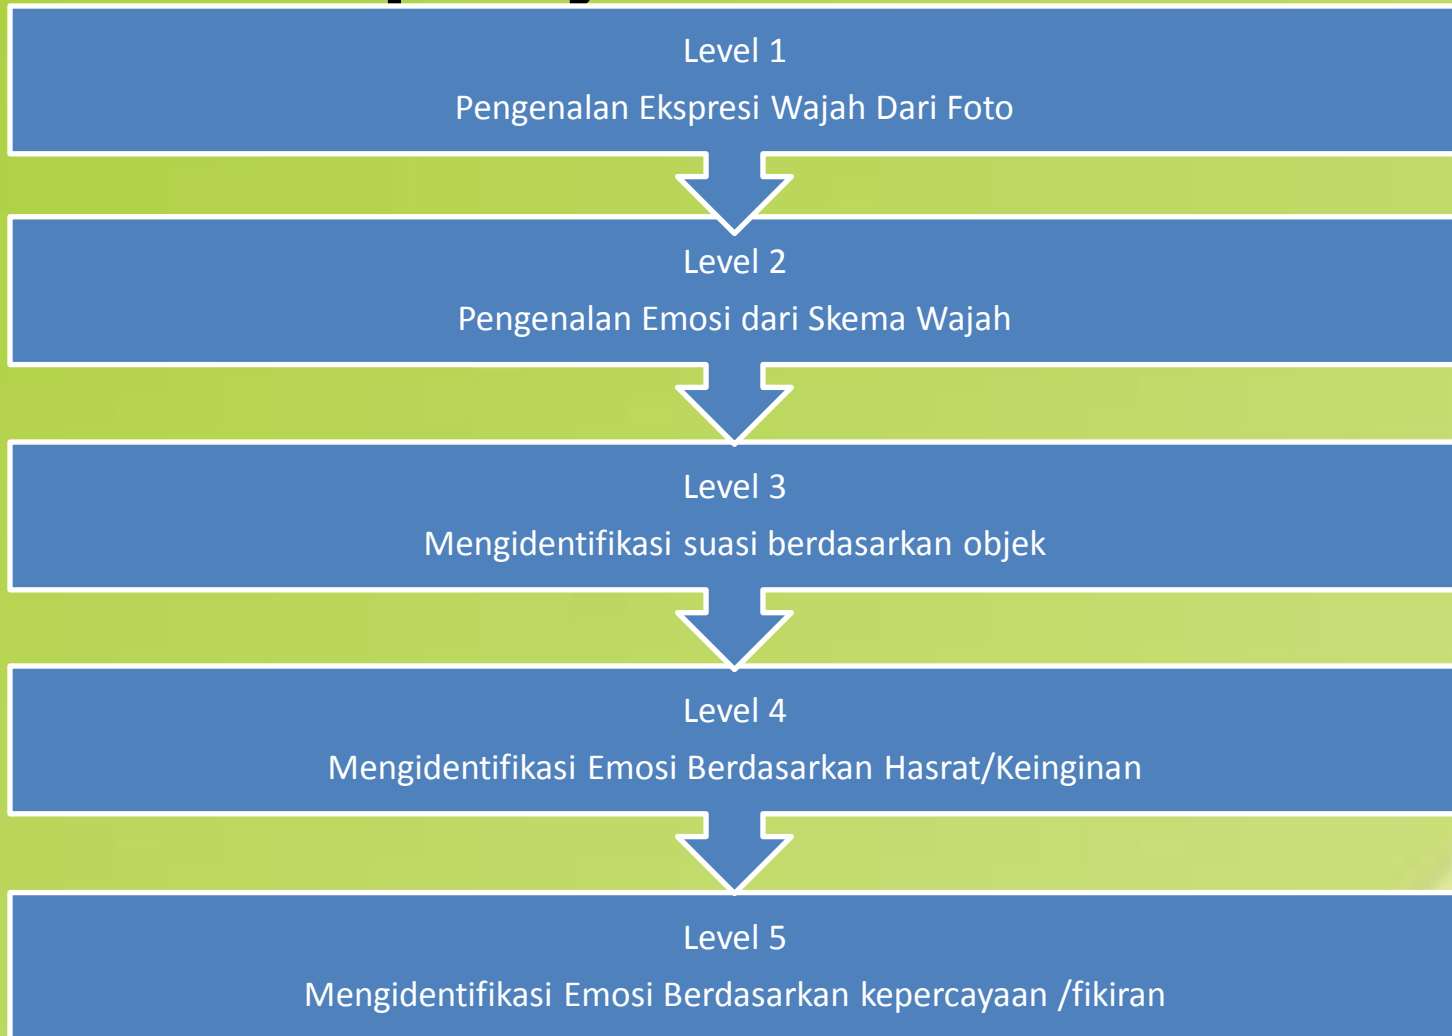 Level 1
Pengenalan Ekspresi Wajah Dari Foto
Level 2
Pengenalan Emosi dari Skema Wajah
Level 3
Mengidentifikasi suasi berdasarkan objek
Level 4
Mengidentifikasi Emosi Berdasarkan Hasrat/Keinginan
Level 5
Mengidentifikasi Emosi Berdasarkan kepercayaan /fikiran